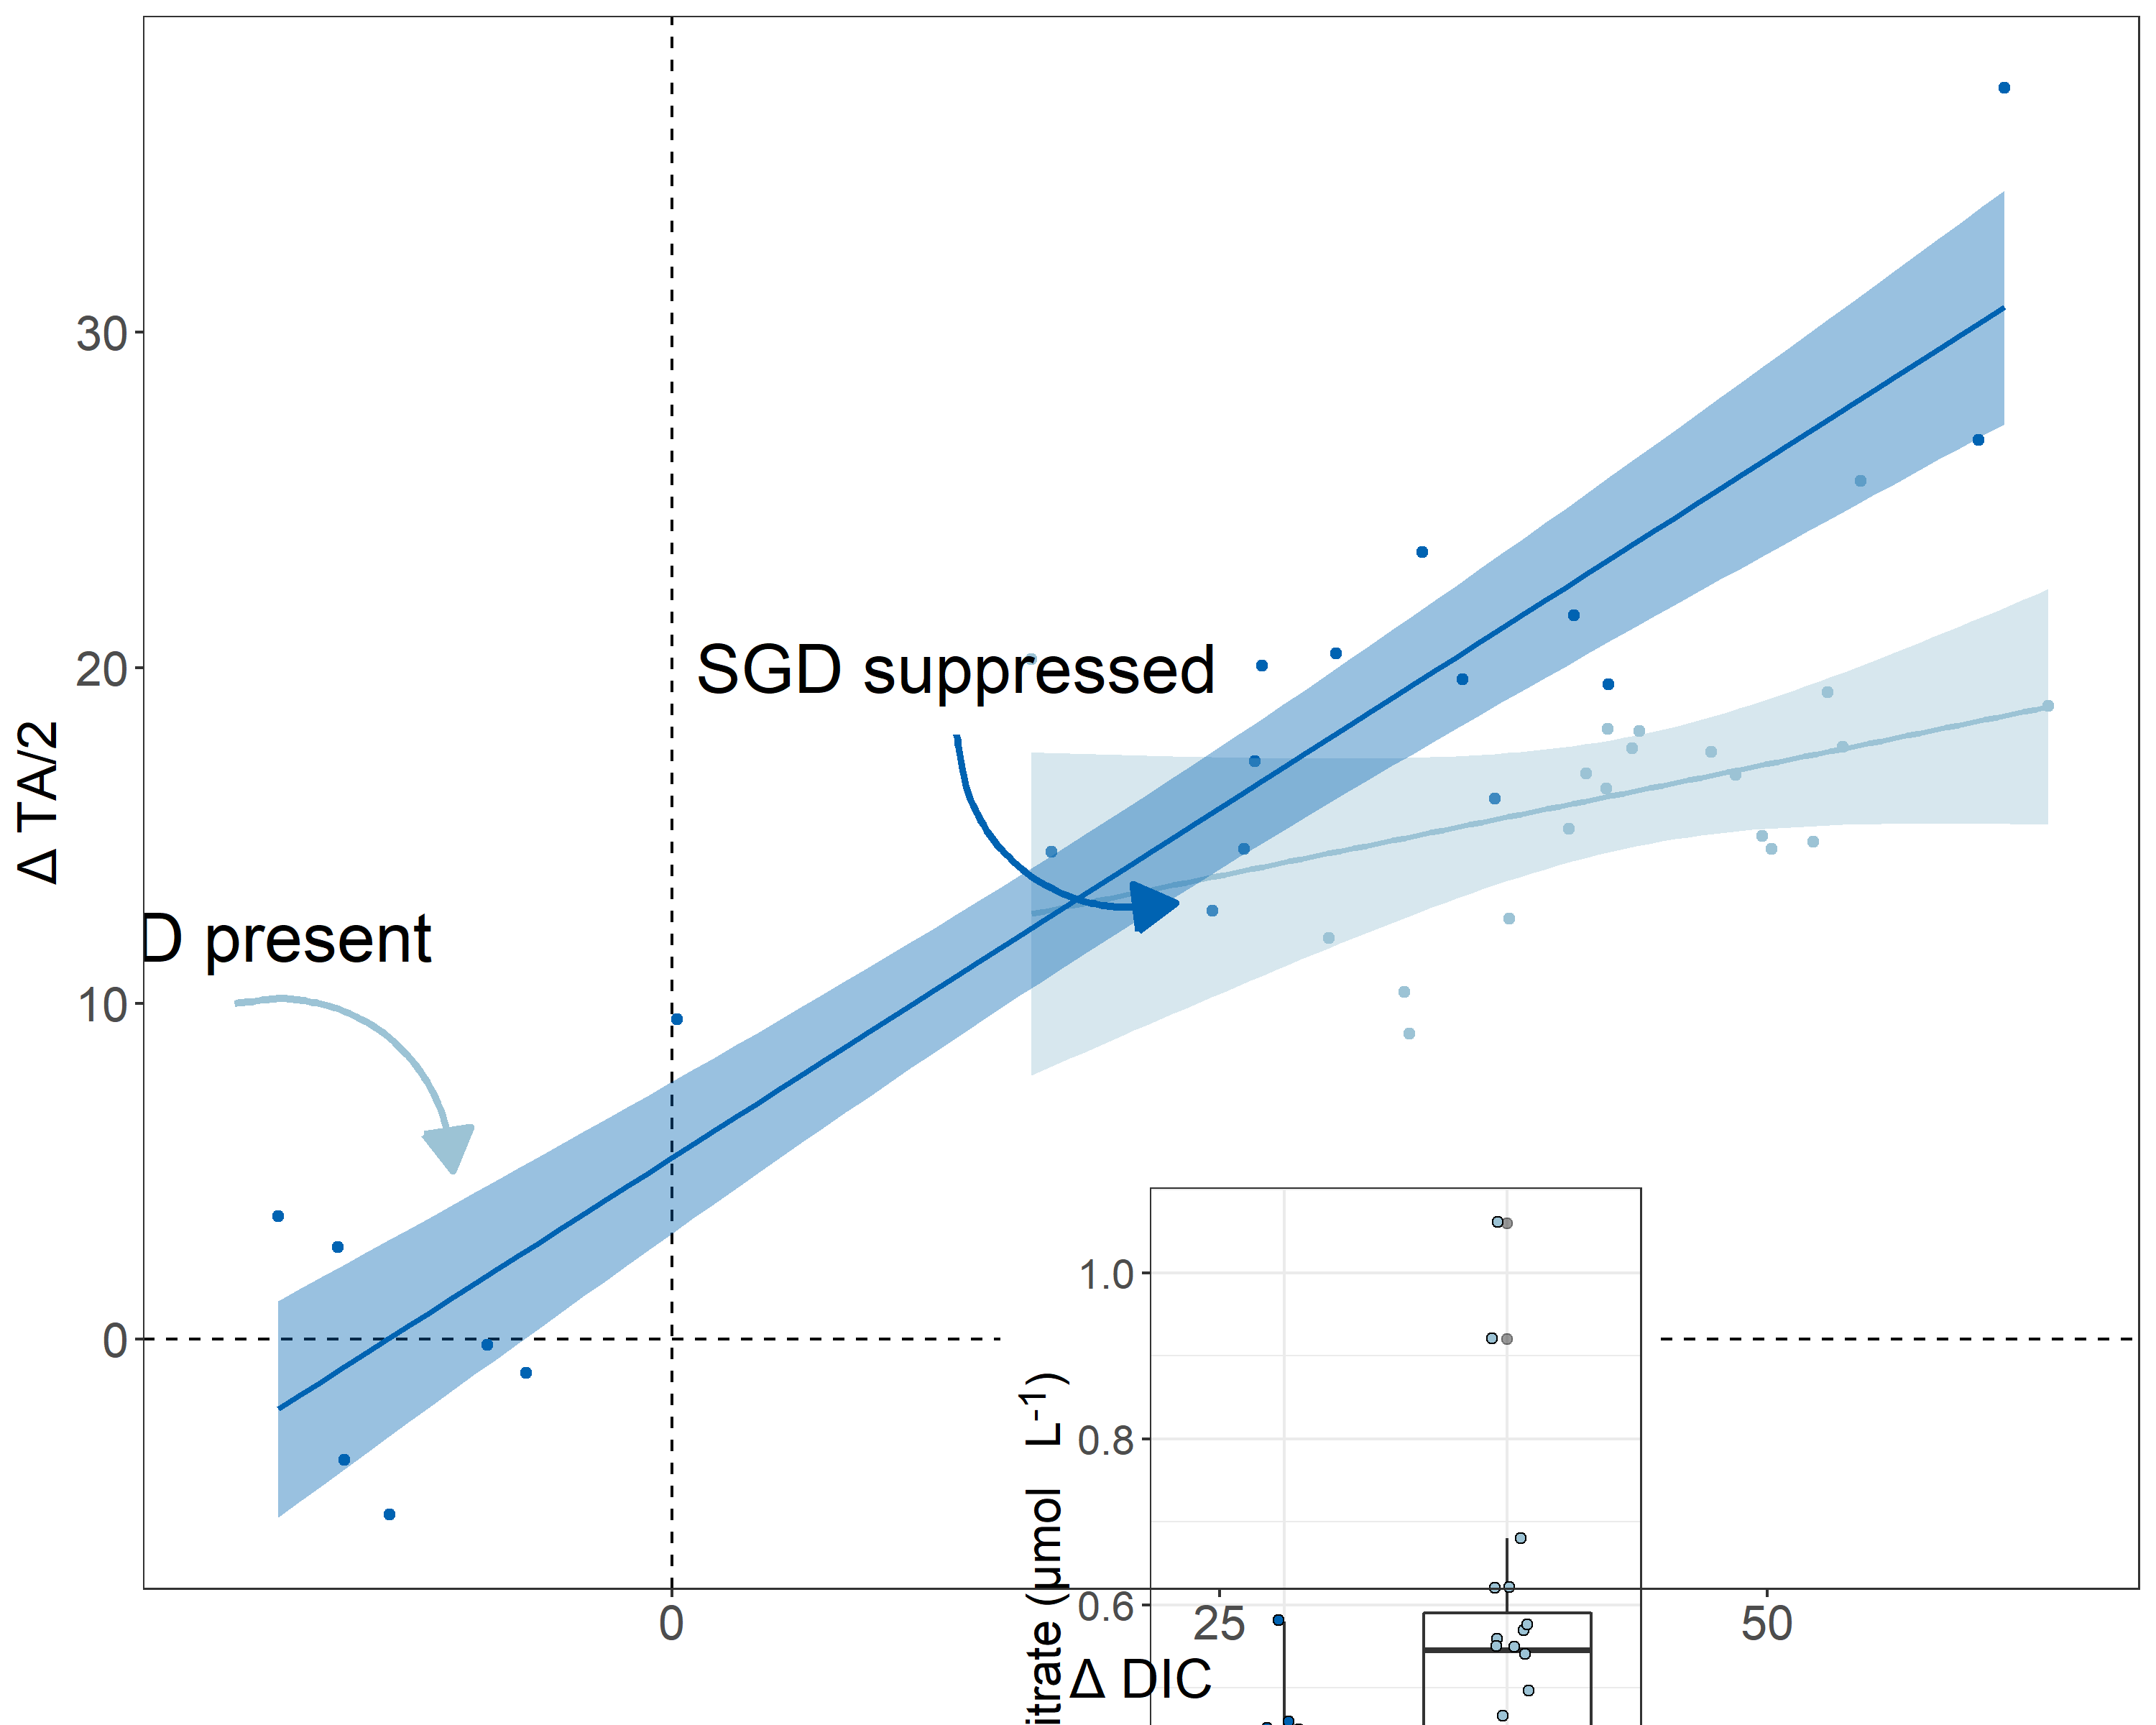 30
20
10
0
Δ TA/2
SGD suppressed
D present
1.0
0.8
0.6
itrate (µmol L-1)
0
25
50
Δ DIC